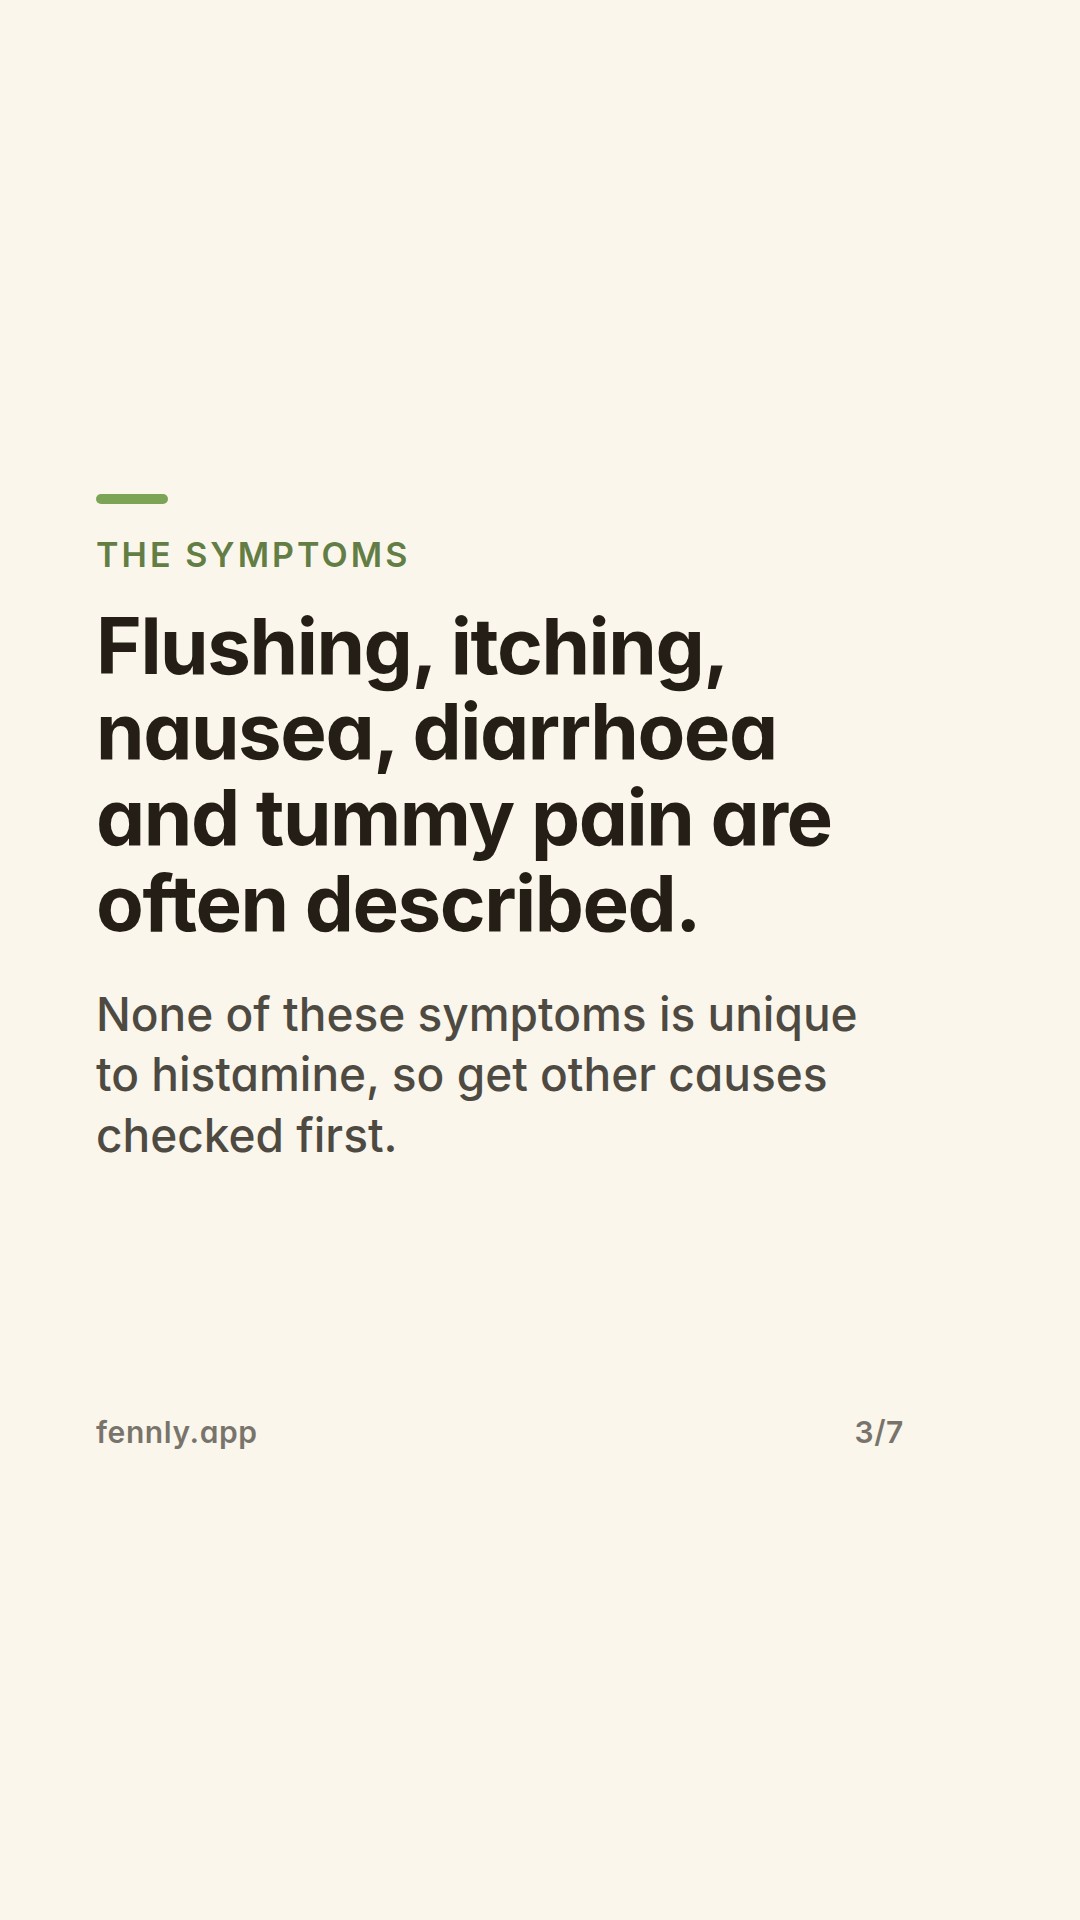 THE SYMPTOMS
Flushing, itching,
nausea, diarrhoea
and tummy pain are
often described.
None of these symptoms is unique
to histamine, so get other causes
checked first.
fennly.app
3/7